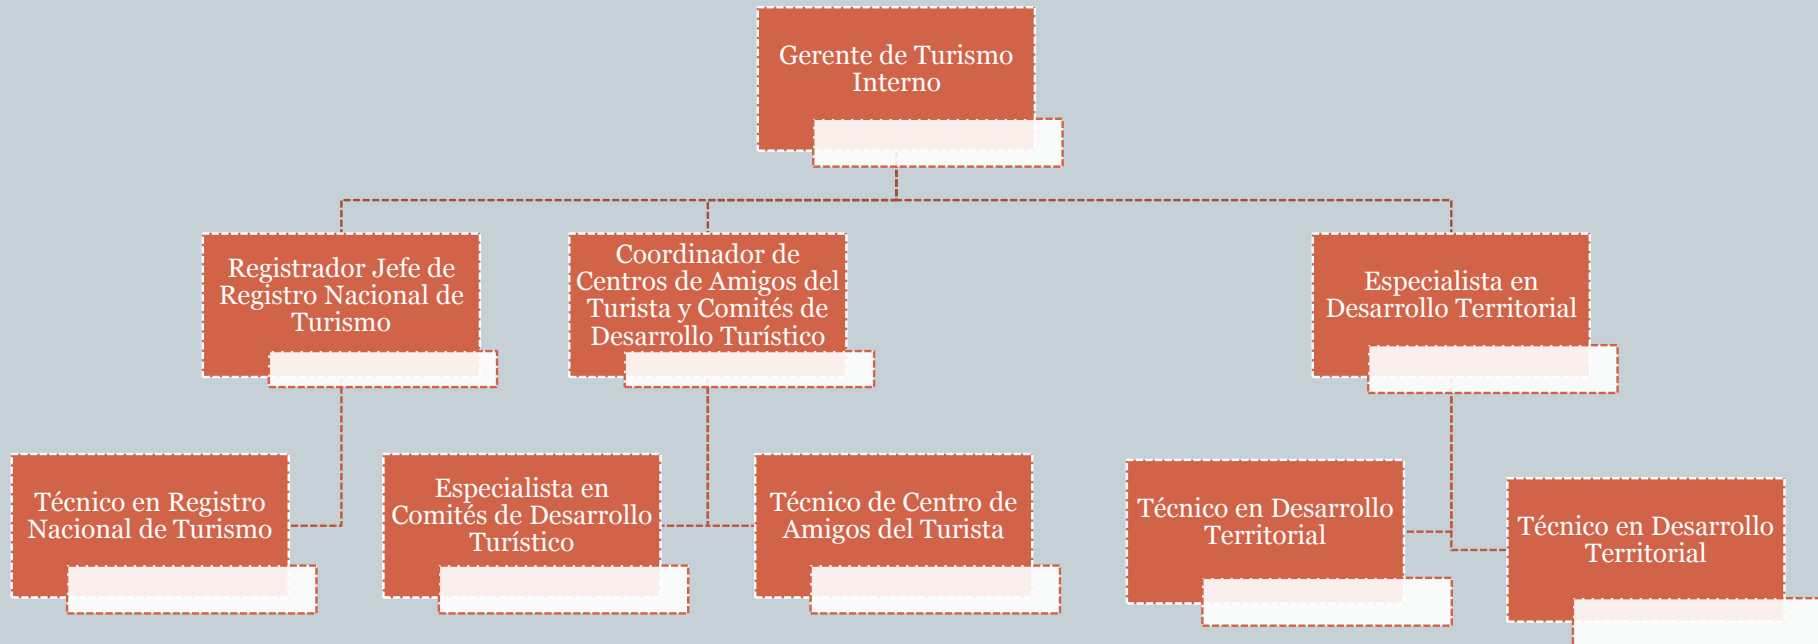 Gerente de Turismo
Interno
Registrador Jefe de
Registro Nacional de
Turismo
Coordinador de
Centros de Amigos del
Turista y Comités de
Desarrollo Turístico
Especialista en
Desarrollo Territorial
Técnico en Registro
Nacional de Turismo
Especialista en
Comités de Desarrollo
Turístico
Técnico de Centro de
Amigos del Turista
Técnico en Desarrollo
Territorial
Técnico en Desarrollo
Territorial